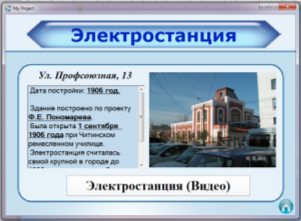 My Project
Электростанция
Ул. Профсоюзная, 13
Дата постройки: 1906 год.
Здание построено по проекту
Ф.Е. Пономарева.
Была открыта 1 сентября
1906 года при Читинском
ремесленном училище.
Электростанция считалась
самой крупной в городе до
Электростанция (Видео)